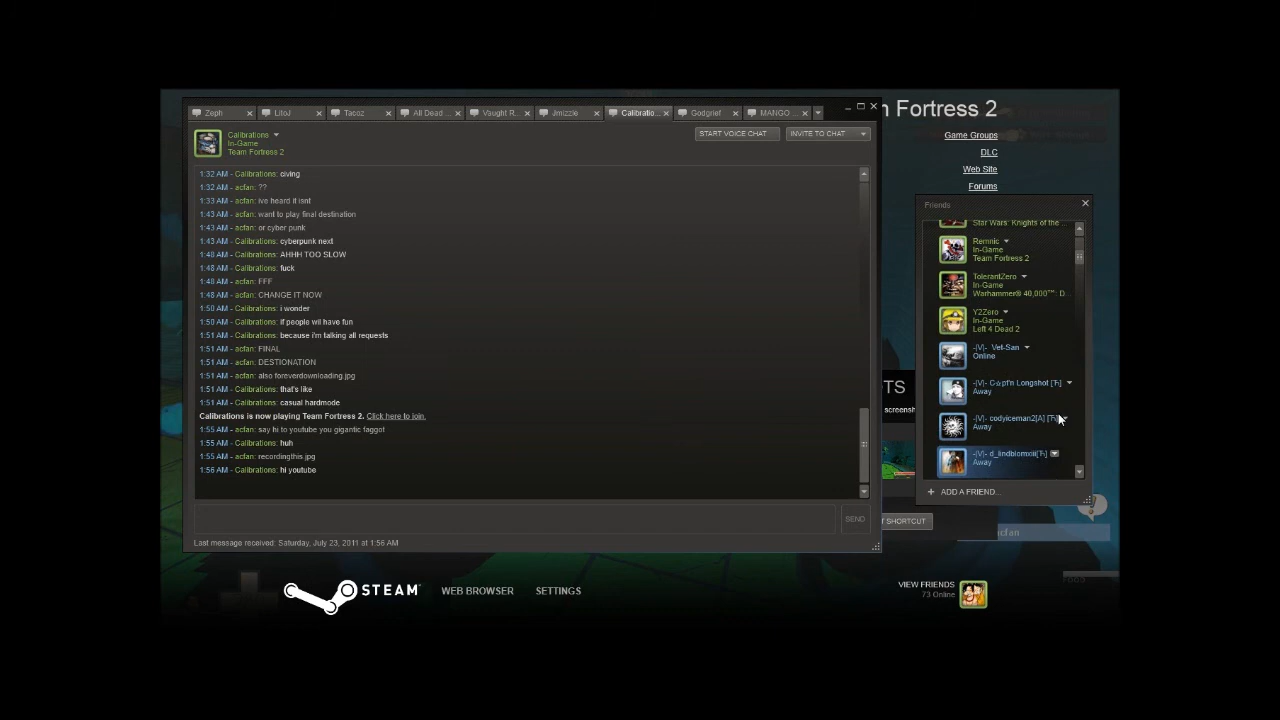 Zeph
LitoJ
Tacoz
All Dead ...
Vaught R...
Jmizzle
Calibratio...
Godgrief
MANGO ...
n Fortress 2
Calibrations
In-Game
Team Fortress 2
START VOICE CHAT
INVITE TO CHAT
Game Groups
DLC
Web Site
Forums
1:32 AM - Calibrations: civing
1:32 AM - acfan: ??
1:33 AM - acfan: ive heard it isnt
1:43 AM - acfan: want to play final destination
1:43 AM - acfan: or cyber punk
1:43 AM - Calibrations: cyberpunk next
1:48 AM - Calibrations: AHHH TOO SLOW
1:48 AM - Calibrations: fuck
1:48 AM - acfan: FFF
1:48 AM - acfan: CHANGE IT NOW
1:50 AM - Calibrations: i wonder
1:50 AM - Calibrations: if people wil have fun
1:51 AM - Calibrations: because i'm talking all requests
1:51 AM - acfan: FINAL
1:51 AM - acfan: DESTIONATION
1:51 AM - acfan: also foreverdownloading.jpg
1:51 AM - Calibrations: that's like
1:51 AM - Calibrations: casual hardmode
Calibrations is now playing Team Fortress 2. Click here to join.
1:55 AM - acfan: say hi to youtube you gigantic faggot
1:55 AM - Calibrations: huh
1:55 AM - acfan: recordingthis.jpg
1:56 AM - Calibrations: hi youtube
SEND
Last message received: Saturday, July 23, 2011 at 1:56 AM
Friends
Star Wars: Knights of the ...
Remnic
In-Game
Team Fortress 2
TolerantZero
In-Game
Warhammer® 40,000™: D...
Y2Zero
In-Game
Left 4 Dead 2
-|V|- Vet-San
Online
-|V|- C☆pt'n Longshot [Ћ]
Away
-|V|- codyiceman2[A] [Ћ]
Away
-|V|- d_lindblomxiii[Ћ]
Away
+ ADD A FRIEND...
TS
screensh
T SHORTCUT
acfan
STEAM
WEB BROWSER
SETTINGS
VIEW FRIENDS
73 Online